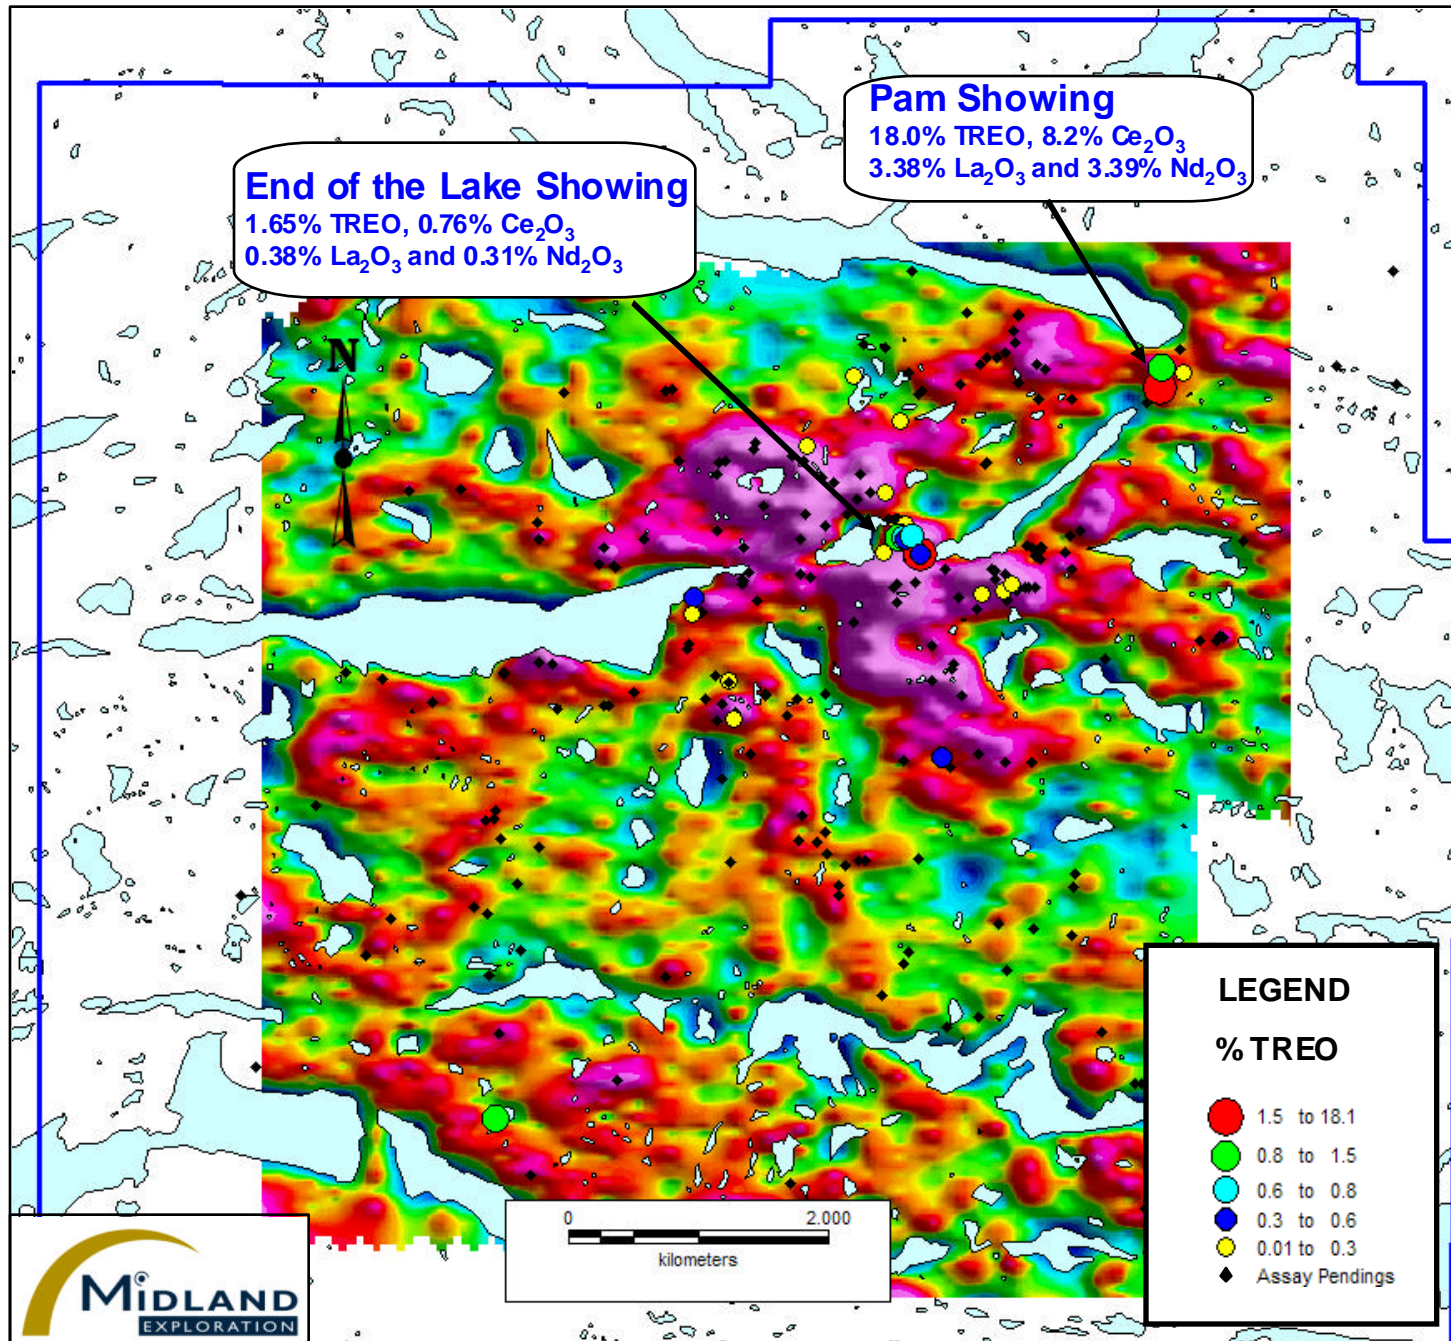 Pam Showing
18.0% TREO, 8.2% Ce₂O₃
3.38% La₂O₃ and 3.39% Nd₂O₃
End of the Lake Showing
1.65% TREO, 0.76% Ce₂O₃
0.38% La₂O₃ and 0.31% Nd₂O₃
N
LEGEND
% TREO
1.5 to 18.1
0.8 to 1.5
0.6 to 0.8
0.3 to 0.6
0.01 to 0.3
Assay Pendings
0 2.000
kilometers
MIDLAND
EXPLORATION